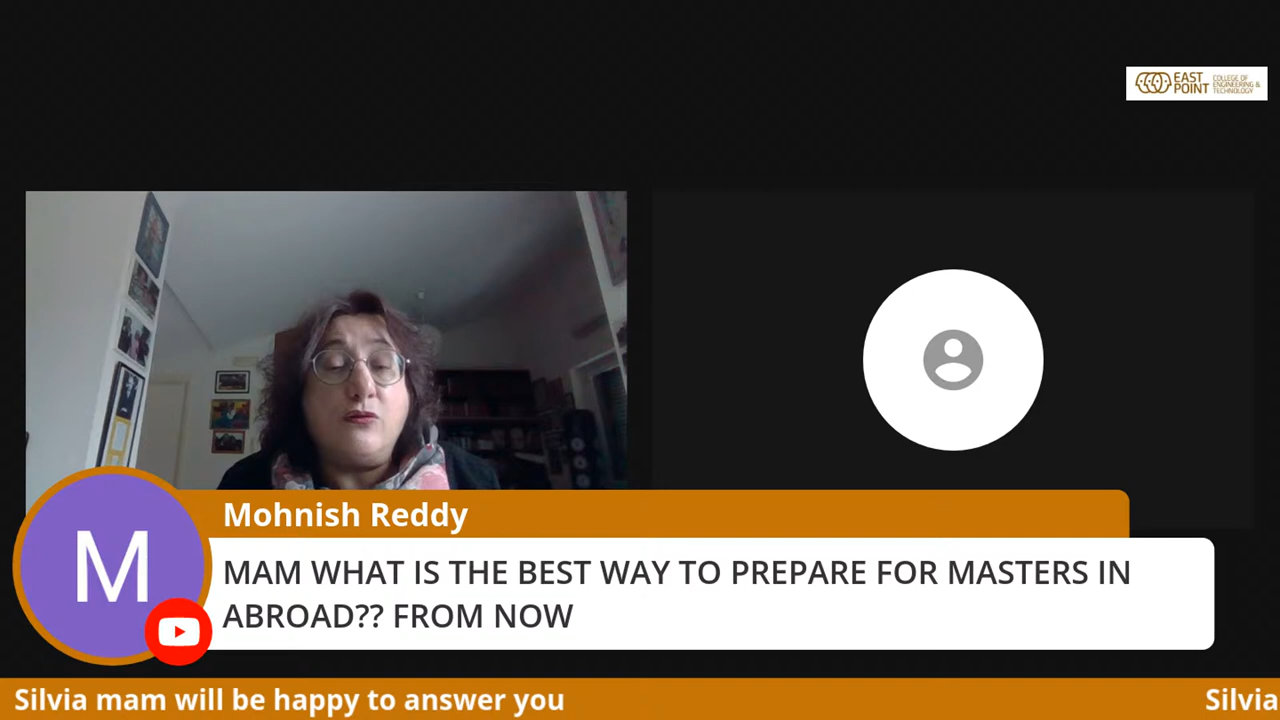 EAST
POINT
COLLEGE OF
ENGINEERING &
TECHNOLOGY
M
Mohnish Reddy
MAM WHAT IS THE BEST WAY TO PREPARE FOR MASTERS IN
ABROAD?? FROM NOW
Silvia mam will be happy to answer you
Silvia